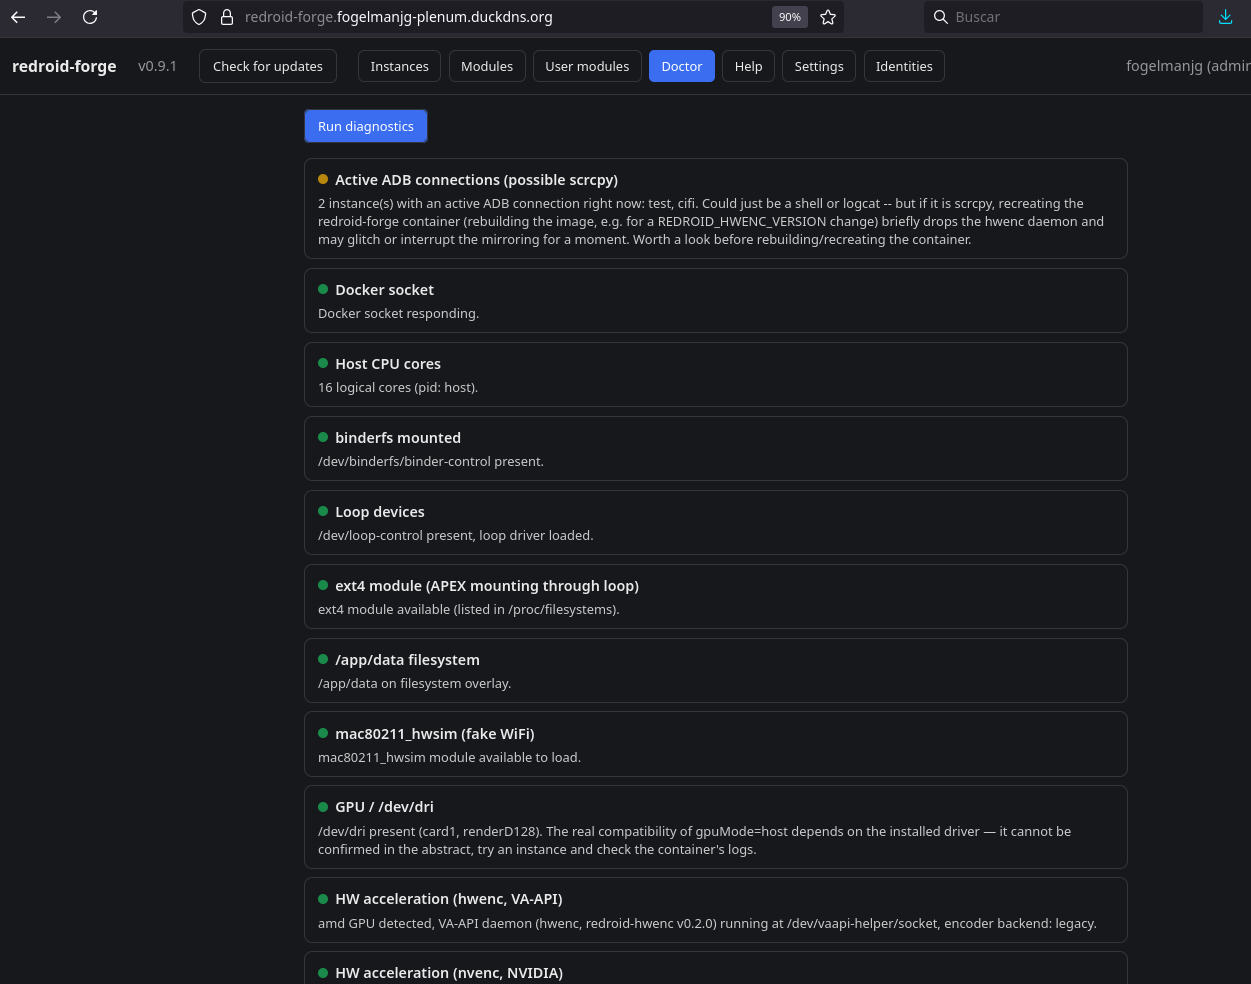 redroid-forge.fogelmanjg-plenum.duckdns.org 90% Buscar
redroid-forge v0.9.1 Check for updates Instances Modules User modules Doctor Help Settings Identities fogelmanjg (admin
Run diagnostics
Active ADB connections (possible scrcpy)
2 instance(s) with an active ADB connection right now: test, cifi. Could just be a shell or logcat -- but if it is scrcpy, recreating the
redroid-forge container (rebuilding the image, e.g. for a REDROID_HWENC_VERSION change) briefly drops the hwenc daemon and
may glitch or interrupt the mirroring for a moment. Worth a look before rebuilding/recreating the container.
Docker socket
Docker socket responding.
Host CPU cores
16 logical cores (pid: host).
binderfs mounted
/dev/binderfs/binder-control present.
Loop devices
/dev/loop-control present, loop driver loaded.
ext4 module (APEX mounting through loop)
ext4 module available (listed in /proc/filesystems).
/app/data filesystem
/app/data on filesystem overlay.
mac80211_hwsim (fake WiFi)
mac80211_hwsim module available to load.
GPU / /dev/dri
/dev/dri present (card1, renderD128). The real compatibility of gpuMode=host depends on the installed driver — it cannot be
confirmed in the abstract, try an instance and check the container's logs.
HW acceleration (hwenc, VA-API)
amd GPU detected, VA-API daemon (hwenc, redroid-hwenc v0.2.0) running at /dev/vaapi-helper/socket, encoder backend: legacy.
HW acceleration (nvenc, NVIDIA)